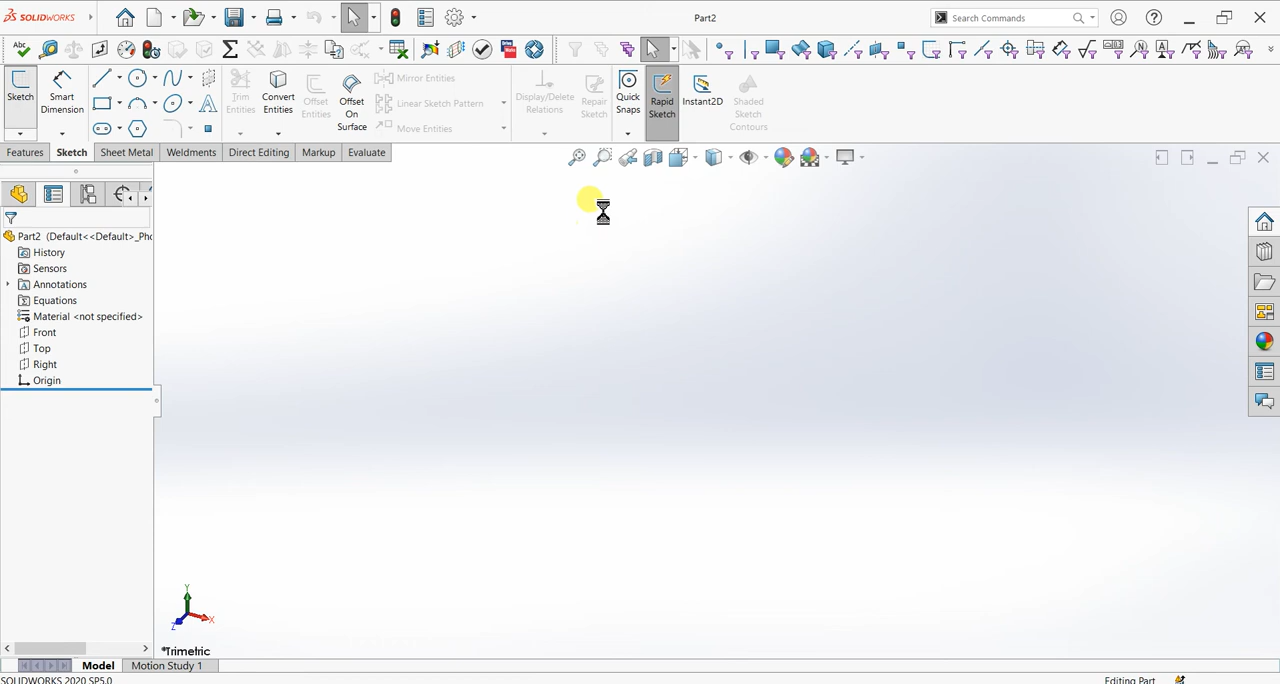 SOLIDWORKS
Part2
Search Commands
Abc
Sketch
Smart Dimension
Trim Entities
Convert Entities
Offset Entities
Offset On Surface
Mirror Entities
Linear Sketch Pattern
Move Entities
Display/Delete Relations
Repair Sketch
Quick Snaps
Rapid Sketch
Instant2D
Shaded Sketch Contours
Features
Sketch
Sheet Metal
Weldments
Direct Editing
Markup
Evaluate
Part2 (Default<<Default>_Pho
History
Sensors
Annotations
Equations
Material <not specified>
Front
Top
Right
Origin
Y
X
Z
*Trimetric
Model
Motion Study 1
SOLIDWORKS 2020 SP5.0
Editing Part